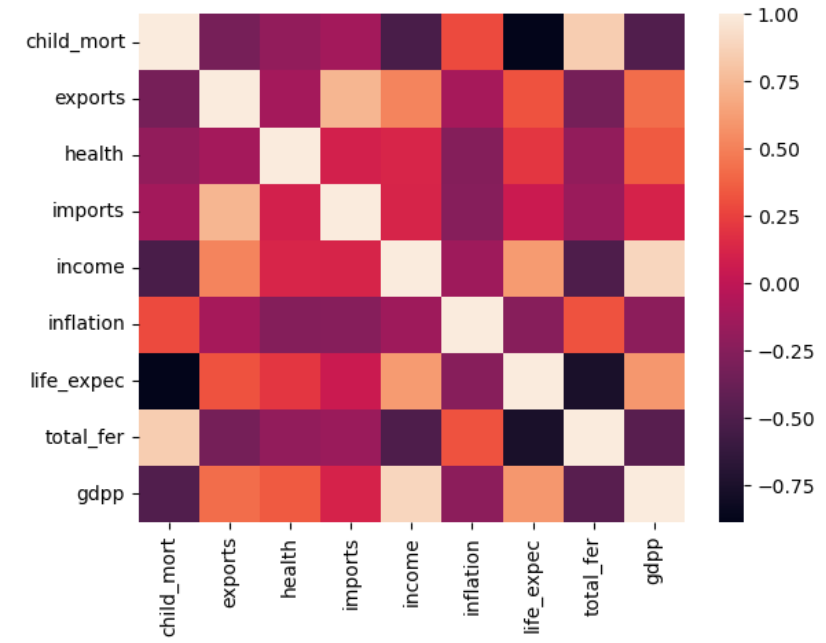 child_mort
exports
health
imports
income
inflation
life_expec
total_fer
gdpp
child_mort
exports
health
imports
income
inflation
life_expec
total_fer
gdpp
1.00
0.75
0.50
0.25
0.00
−0.25
−0.50
−0.75